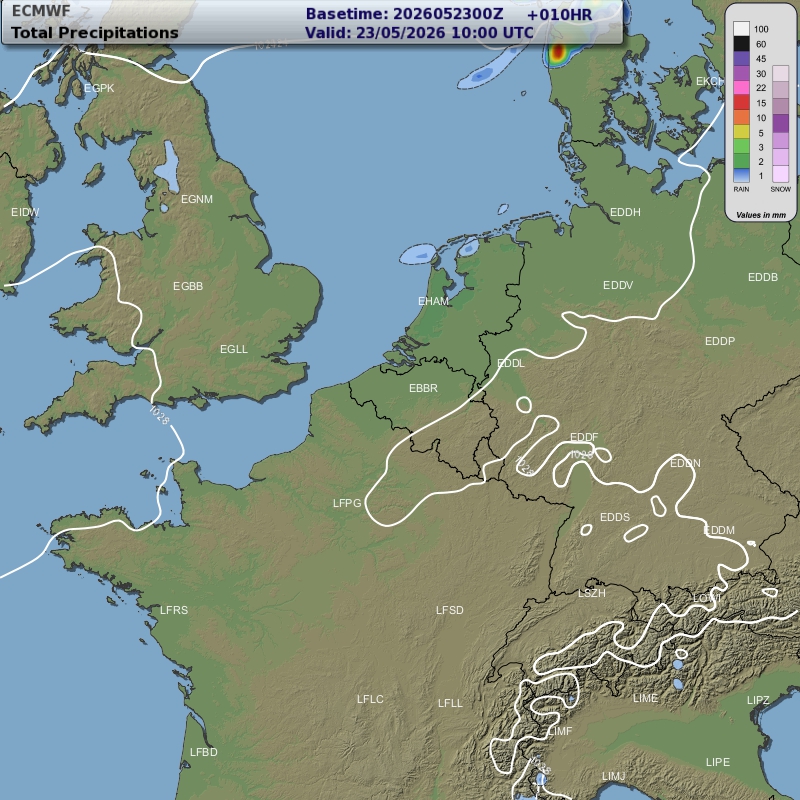 ECMWF
Basetime: 2026052300Z +010HR
Total Precipitations
Valid: 23/05/2026 10:00 UTC
100
60
45
30
22
15
10
5
3
2
1
RAIN SNOW
Values in mm
EGPK
EKCH
EIDW
EGNM
EDDH
EGBB
EDDV
EDDB
EHAM
EGLL
EDDP
EDDL
EBBR
1028
EDDF
1028
1028
EDDN
LFPG
EDDS
EDDM
LSZH
LOWI
LFRS
LFSD
LFLC
LFLL
LIME
LIPZ
LIMF
LFBD
LIPE
LIMJ